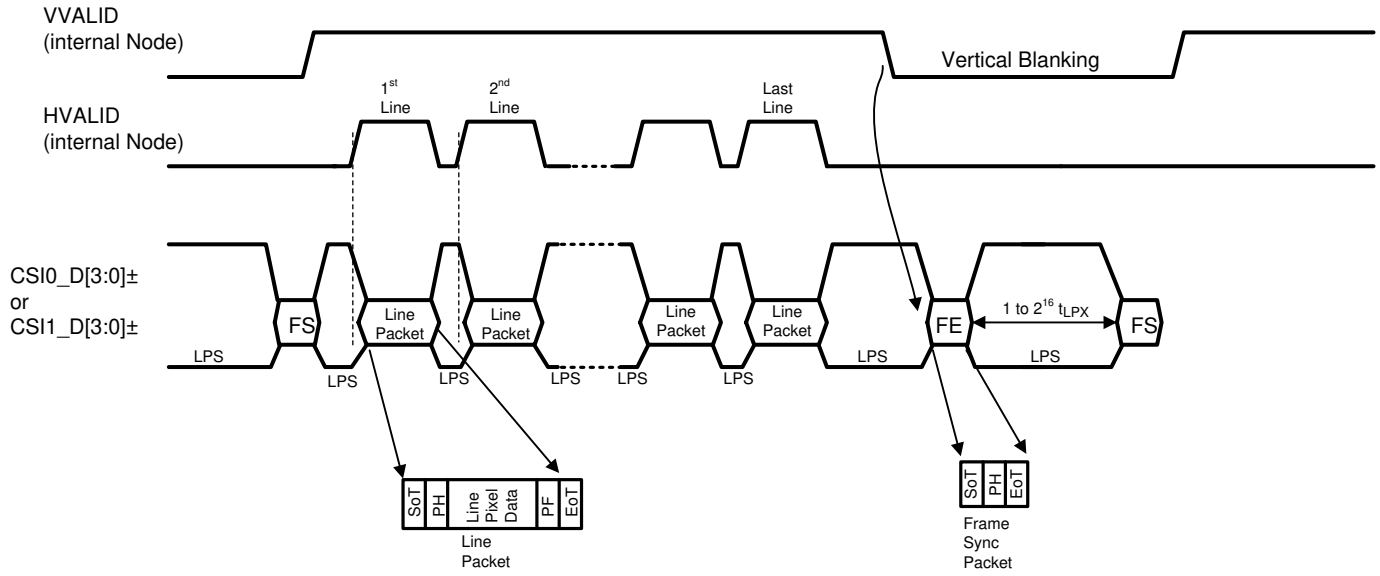 VVALID
(internal Node)
Vertical Blanking
HVALID
(internal Node)
1st
Line
2nd
Line
Last
Line
CSI0_D[3:0]±
or
CSI1_D[3:0]±
FS
Line
Packet
Line
Packet
Line
Packet
Line
Packet
FE
1 to 2^16 tLPX
FS
LPS
LPS
LPS
LPS
LPS
LPS
LPS
LPS
SoT
PH
Line
Pixel
Data
PF
EoT
Line
Packet
SoT
PH
EoT
Frame
Sync
Packet